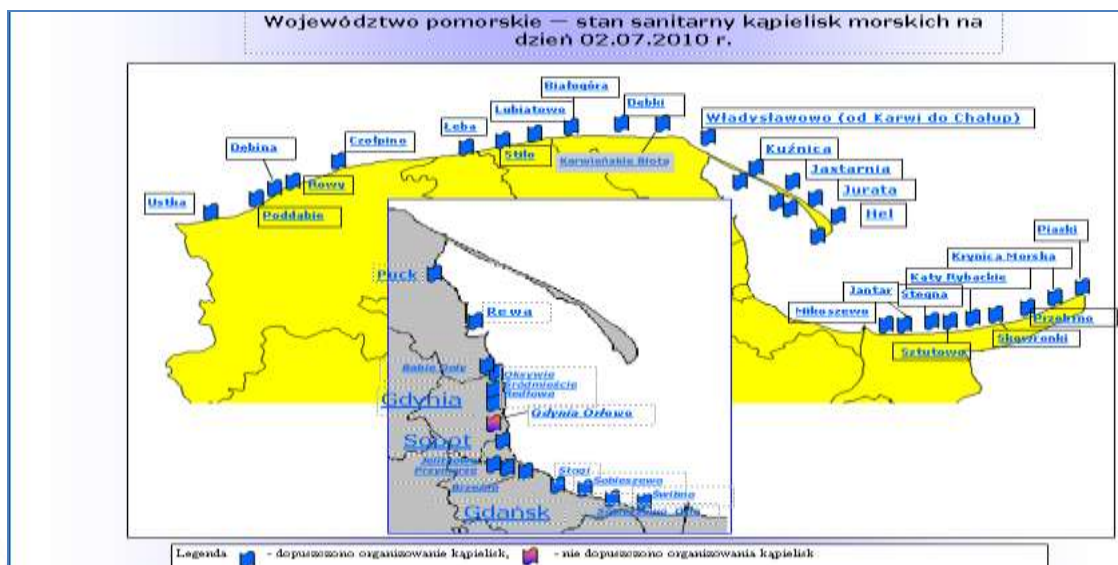 Województwo pomorskie — stan sanitarny kąpielisk morskich na
dzień 02.07.2010 r.
Białogóra
Lubiatowo
Dębki
Władysławowo (od Karwi do Chałup)
Łeba
Czołpino
Stilo
Karwieńskie Błota
Kuźnica
Dębina
Jastarnia
Rowy
Jurata
Ustka
Poddąbie
Hel
Piaski
Krynica Morska
Puck
Kąty Rybackie
Jantar
Stegna
Mikoszewo
Rewa
Przebrno
Skowronki
Sztutowo
Babie Doły
Oksywie
Śródmieście
Redłowo
Gdynia
Gdynia Orłowo
Sopot
Jelitkowo
Przymorze
Stogi
Brzeźno
Sobieszewo
Świbno
Gdańsk
Legenda - dopuszczono organizowanie kąpielisk, - nie dopuszczono organizowania kąpielisk